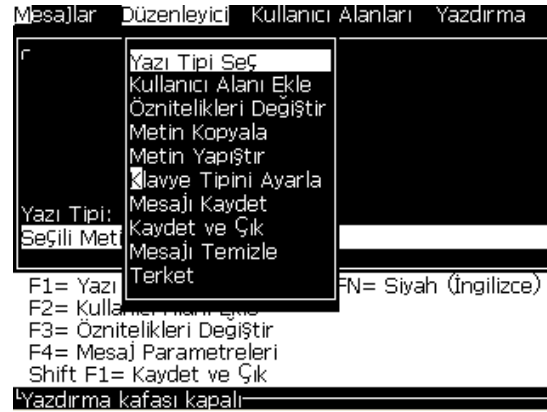 Mesajlar Düzenleyici Kullanıcı Alanları Yazdırma
Yazı Tipi Seç
Kullanıcı Alanı Ekle
Öznitelikleri Değiştir
Metin Kopyala
Metin Yapıştır
Klavye Tipini Ayarla
Mesajı Kaydet
Kaydet ve Çık
Mesajı Temizle
Terket
Yazı Tipi:
Seçili Meti
F1= Yazı FN= Siyah (İngilizce)
F2= Kullanıcı Alanı Ekle
F3= Öznitelikleri Değiştir
F4= Mesaj Parametreleri
Shift F1= Kaydet ve Çık
Yazdırma kafası kapalı